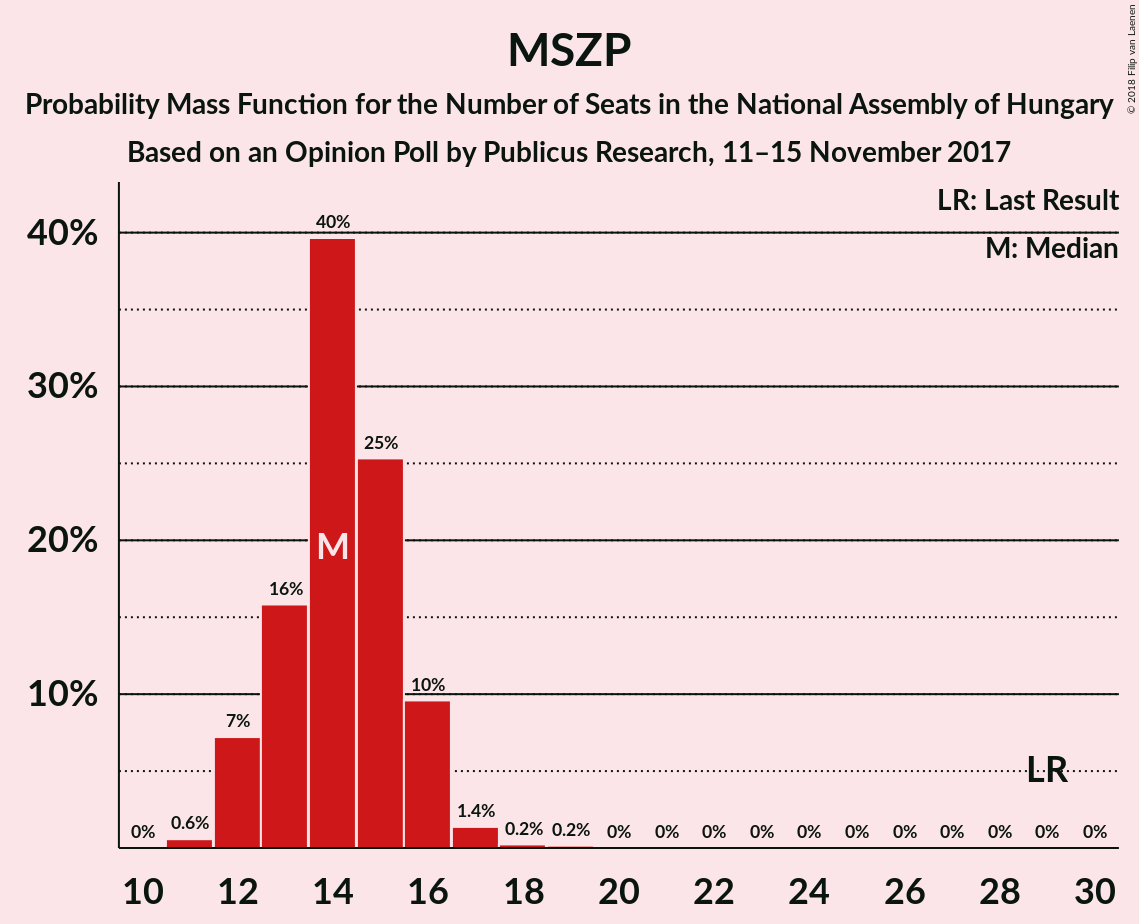 MSZP
Probability Mass Function for the Number of Seats in the National Assembly of Hungary
Based on an Opinion Poll by Publicus Research, 11–15 November 2017
© 2018 Filip van Laenen
LR: Last Result
M: Median
40%
30%
20%
10%
0%
0.6%
7%
16%
40%
25%
10%
1.4%
0.2%
0.2%
0%
0%
0%
0%
0%
0%
0%
0%
0%
0%
0%
M
LR
10 12 14 16 18 20 22 24 26 28 30